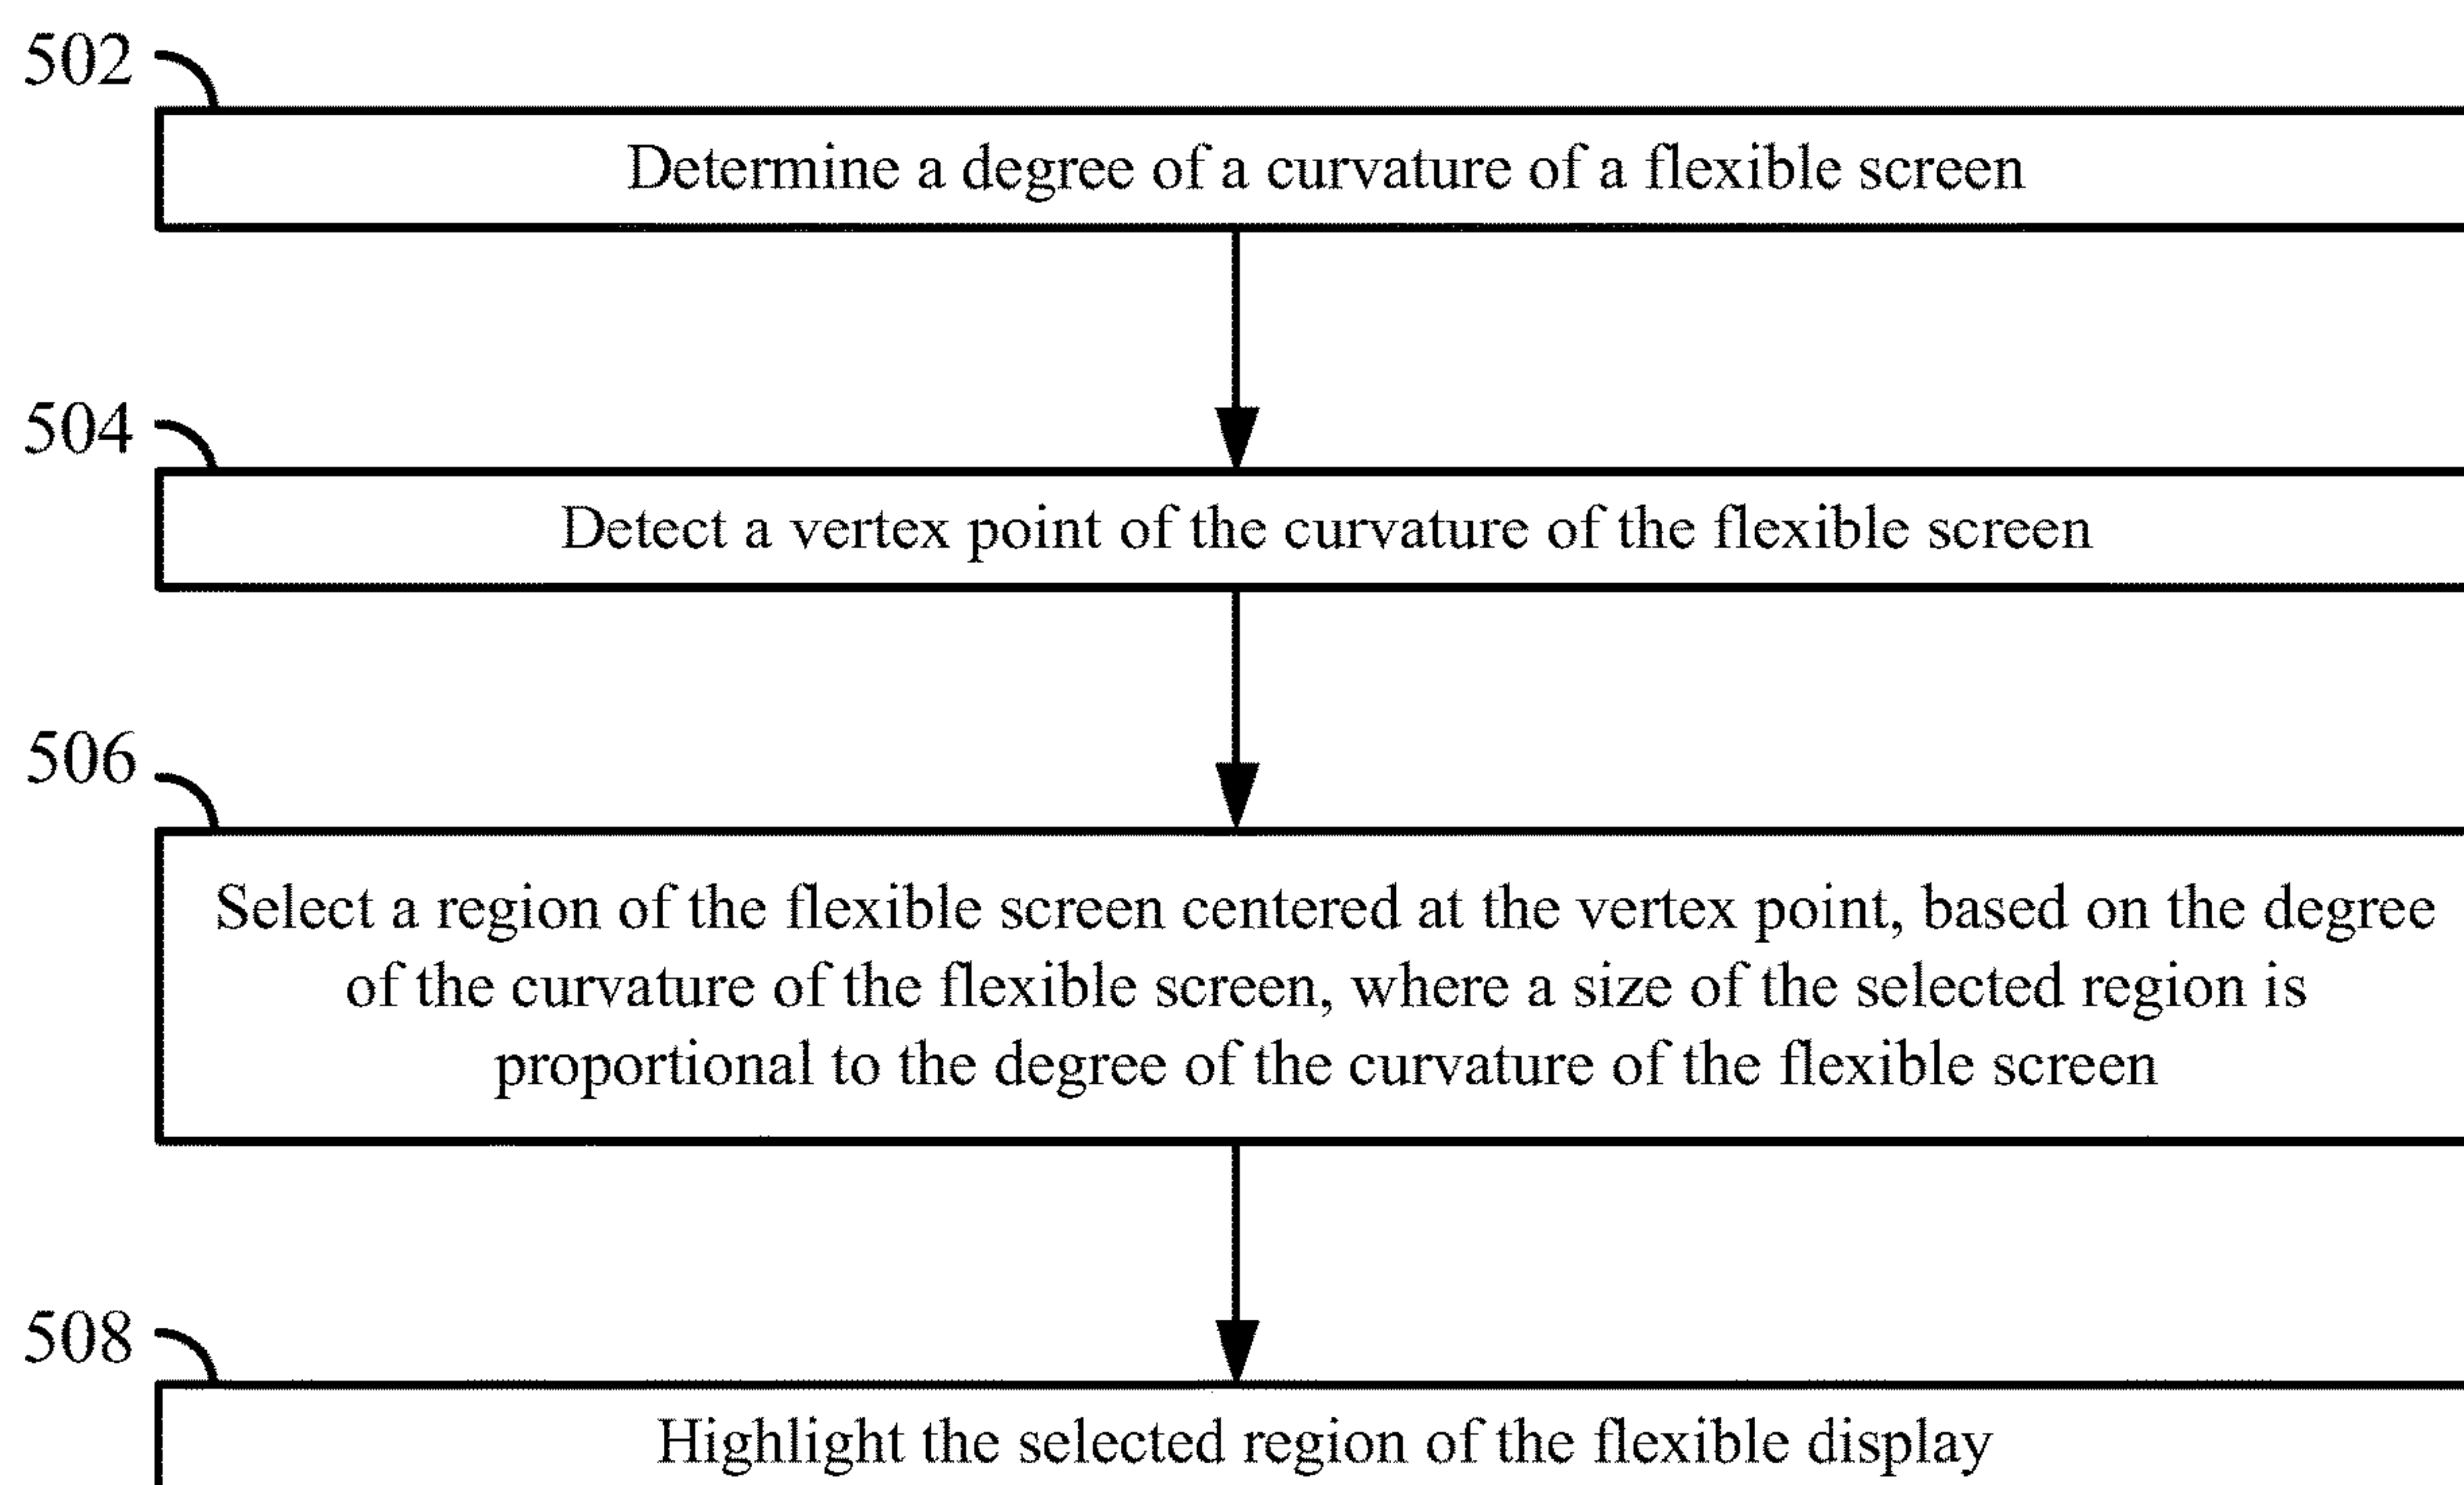 502
Determine a degree of a curvature of a flexible screen
504
Detect a vertex point of the curvature of the flexible screen
506
Select a region of the flexible screen centered at the vertex point, based on the degree
of the curvature of the flexible screen, where a size of the selected region is
proportional to the degree of the curvature of the flexible screen
508
Highlight the selected region of the flexible display